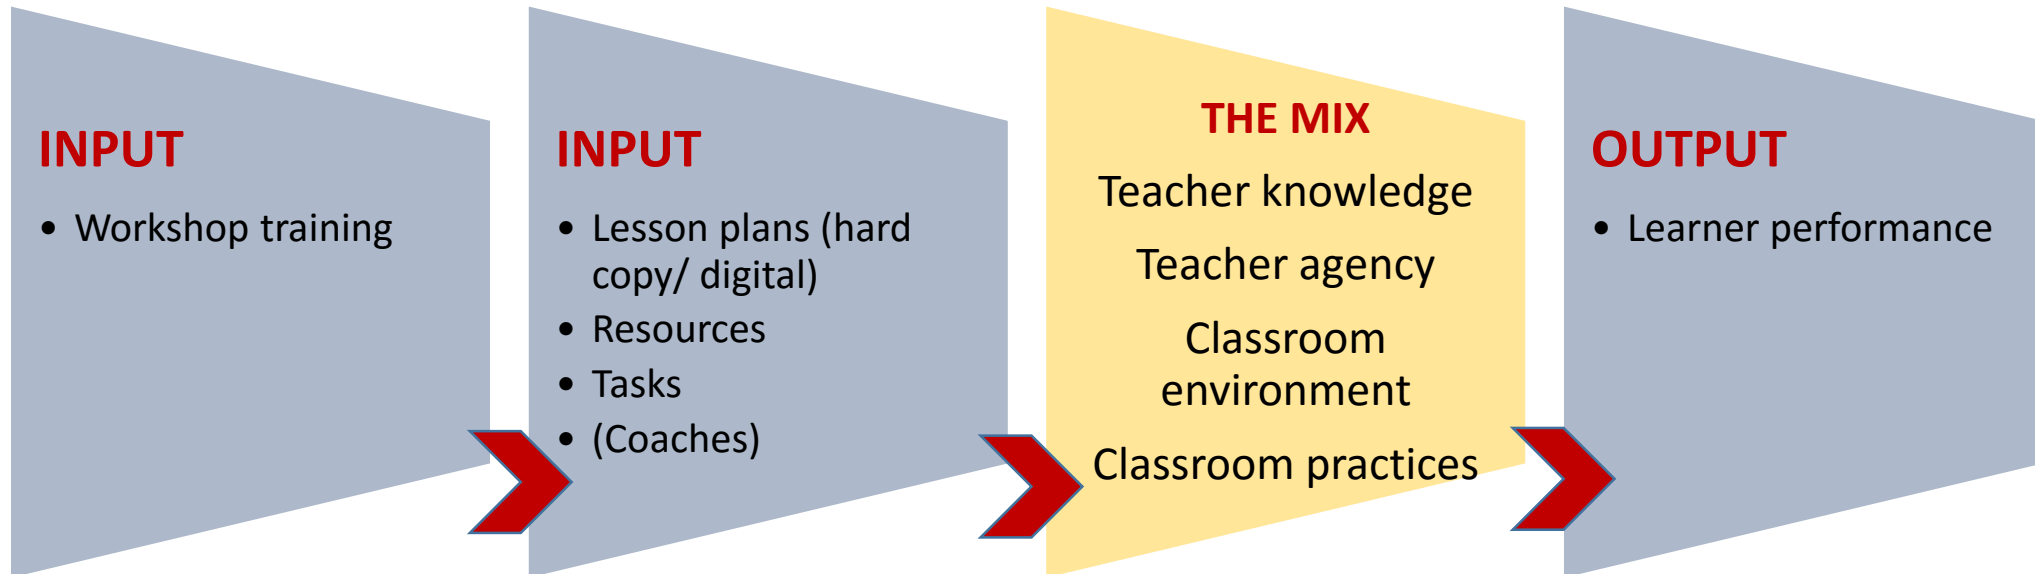 INPUT
• Workshop training
INPUT
• Lesson plans (hard
copy/ digital)
• Resources
• Tasks
• (Coaches)
THE MIX
Teacher knowledge
Teacher agency
Classroom
environment
Classroom practices
OUTPUT
• Learner performance